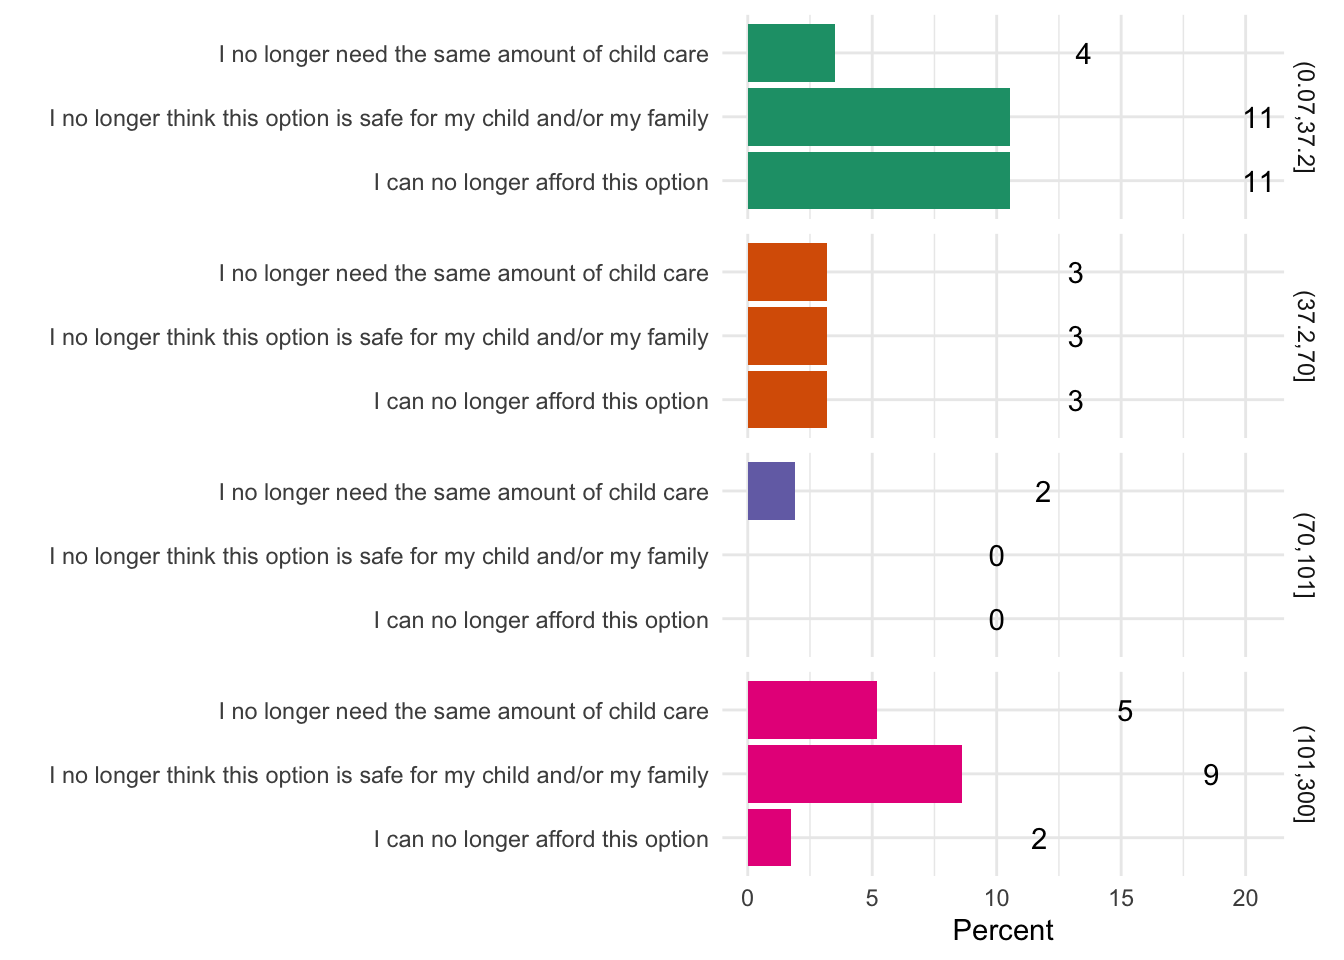 I no longer need the same amount of child care 4
I no longer think this option is safe for my child and/or my family 11
I can no longer afford this option 11
(0.07,37.2]
I no longer need the same amount of child care 3
I no longer think this option is safe for my child and/or my family 3
I can no longer afford this option 3
(37.2,70]
I no longer need the same amount of child care 2
I no longer think this option is safe for my child and/or my family 0
I can no longer afford this option 0
(70,101]
I no longer need the same amount of child care 5
I no longer think this option is safe for my child and/or my family 9
I can no longer afford this option 2
(101,300]
0 5 10 15 20
Percent